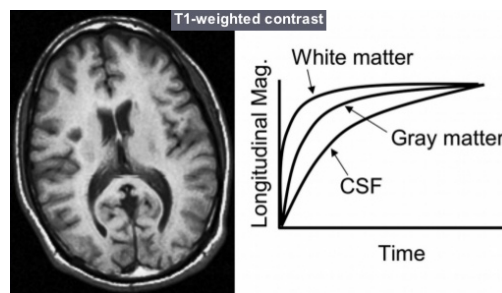 T1-weighted contrast
White matter
Gray matter
CSF
Longitudinal Mag.
Time